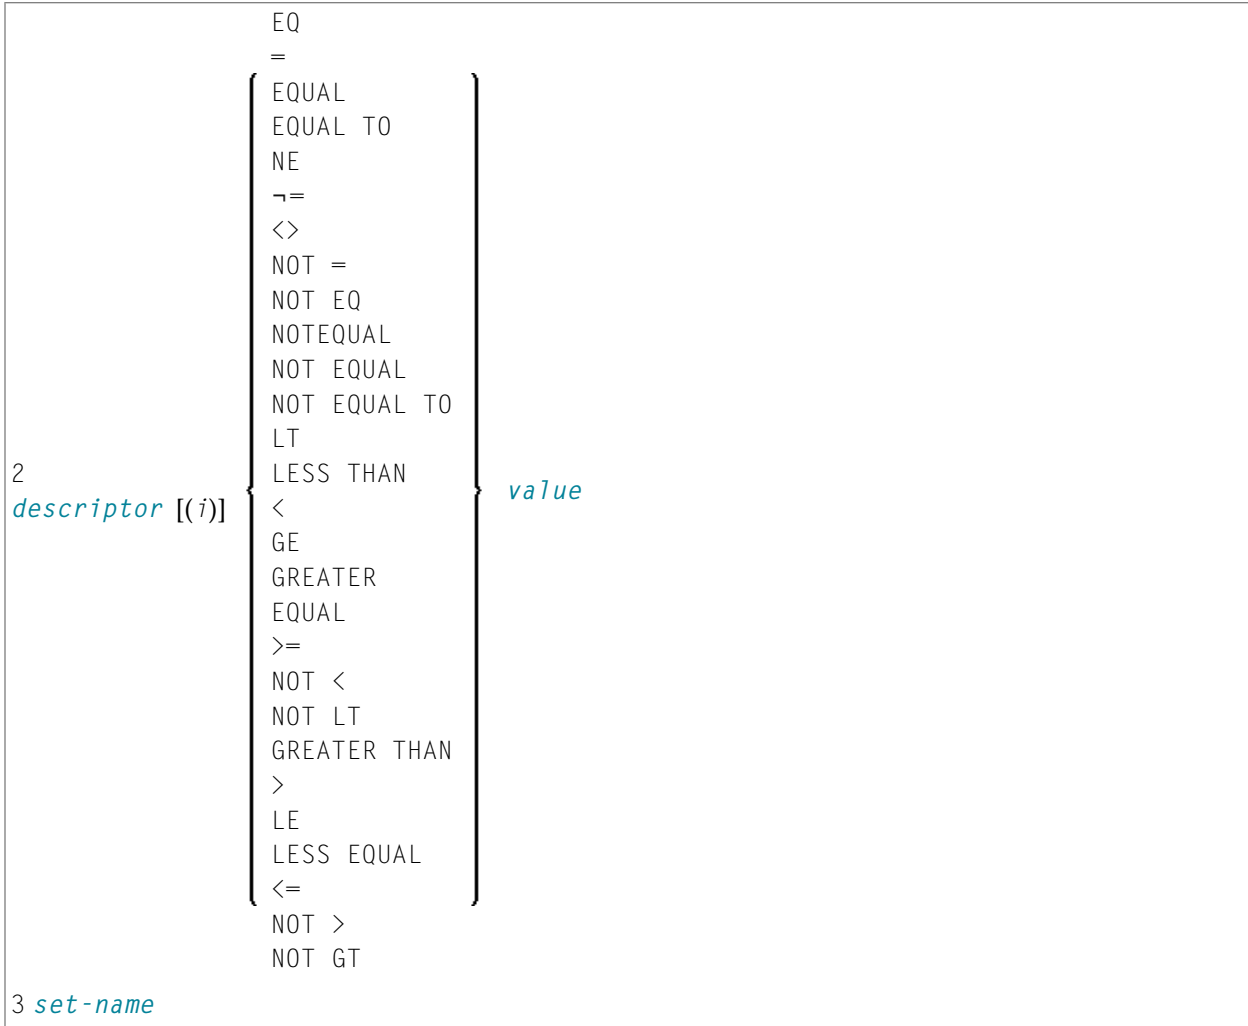 EQ
=
EQUAL
EQUAL TO
NE
¬=
<>
NOT =
NOT EQ
NOTEQUAL
NOT EQUAL
NOT EQUAL TO
LT
2
LESS THAN
descriptor [(i)]
<
value
GE
GREATER
EQUAL
>=
NOT <
NOT LT
GREATER THAN
>
LE
LESS EQUAL
<=
NOT >
NOT GT
3 set-name